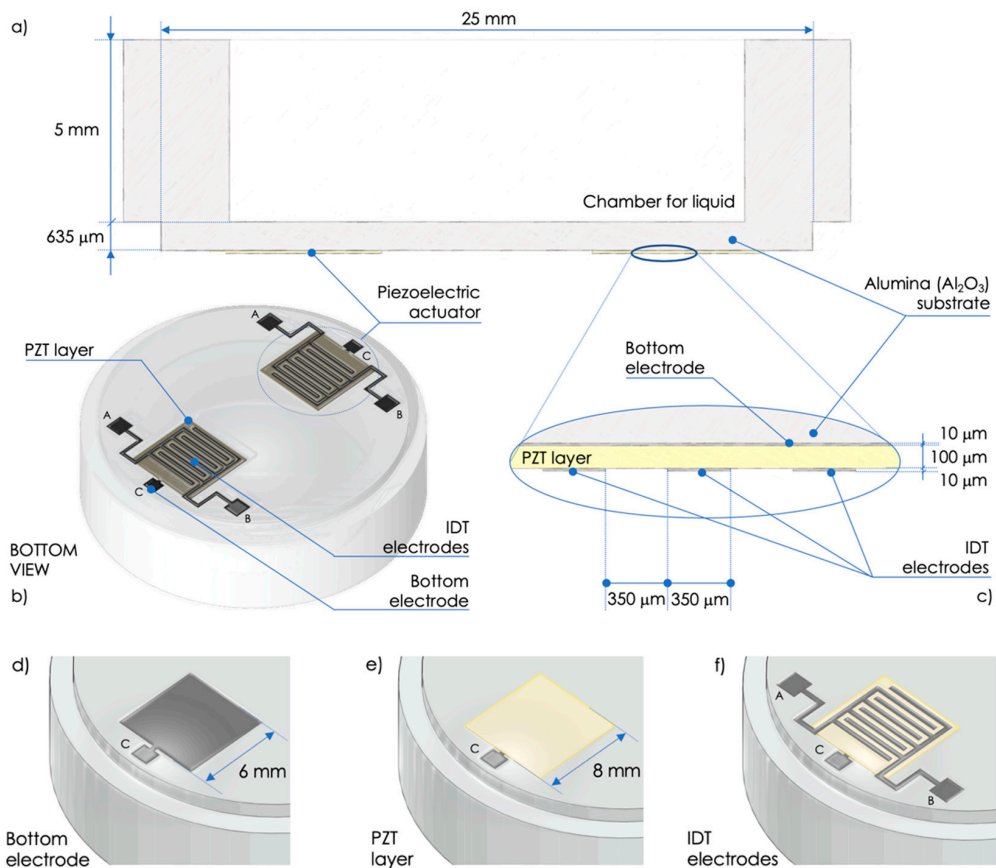 a)
25 mm
5 mm
Chamber for liquid
635 μm
Piezoelectric
actuator
Alumina (Al₂O₃)
substrate
PZT layer
A
C
B
A
C
B
Bottom
electrode
PZT layer
10 μm
100 μm
10 μm
IDT
electrodes
BOTTOM
VIEW
b)
Bottom
electrode
IDT
electrodes
c)
350 μm
350 μm
d)
C
6 mm
Bottom
electrode
e)
C
8 mm
PZT
layer
f)
A
C
B
IDT
electrodes